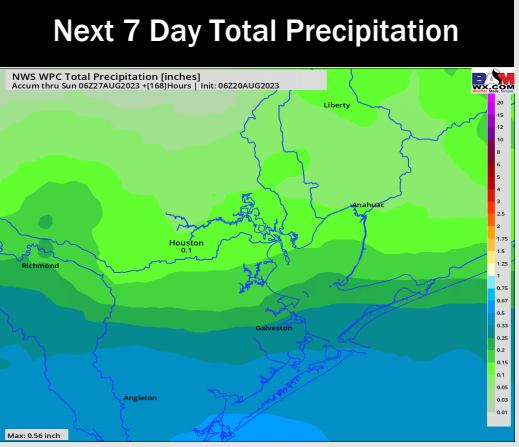 Next 7 Day Total Precipitation
NWS WPC Total Precipitation [inches]
Accum thru Sun 06Z27AUG2023 +[168]Hours | Init: 06Z20AUG2023
BAM
WX.COM
Liberty
Anahuac
Houston
0.1
Richmond
Galveston
Angleton
20
15
12
10
8
6
5
4
3
2.5
2
1.75
1.5
1.25
1
0.75
0.67
0.5
0.33
0.25
0.2
0.15
0.1
0.05
0.03
0.01
Max: 0.56 inch